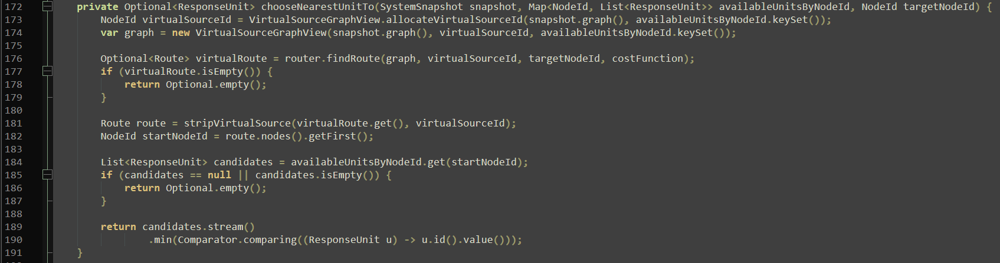 172 private Optional<ResponseUnit> chooseNearestUnitTo(SystemSnapshot snapshot, Map<NodeId, List<ResponseUnit>> availableUnitsByNodeId, NodeId targetNodeId) {
173 NodeId virtualSourceId = VirtualSourceGraphView.allocateVirtualSourceId(snapshot.graph(), availableUnitsByNodeId.keySet());
174 var graph = new VirtualSourceGraphView(snapshot.graph(), virtualSourceId, availableUnitsByNodeId.keySet());
175
176 Optional<Route> virtualRoute = router.findRoute(graph, virtualSourceId, targetNodeId, costFunction);
177 if (virtualRoute.isEmpty()) {
178 return Optional.empty();
179 }
180
181 Route route = stripVirtualSource(virtualRoute.get(), virtualSourceId);
182 NodeId startNodeId = route.nodes().getFirst();
183
184 List<ResponseUnit> candidates = availableUnitsByNodeId.get(startNodeId);
185 if (candidates == null || candidates.isEmpty()) {
186 return Optional.empty();
187 }
188
189 return candidates.stream()
190 .min(Comparator.comparing((ResponseUnit u) -> u.id().value()));
191 }